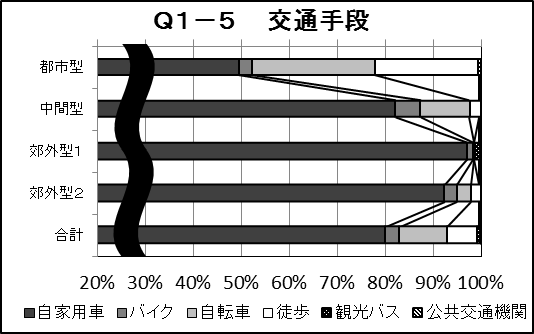 Q1-5 交通手段
都市型
中間型
郊外型1
郊外型2
合計
20% 30% 40% 50% 60% 70% 80% 90% 100%
自家用車 バイク 自転車 徒歩 観光バス 公共交通機関